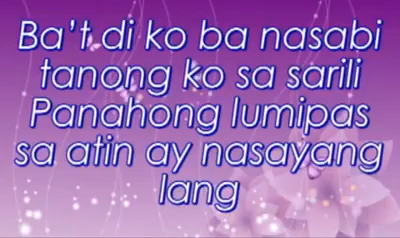 Ba't di ko ba nasabi
tanong ko sa sarili
Panahong lumipas
sa atin ay nasayang
lang